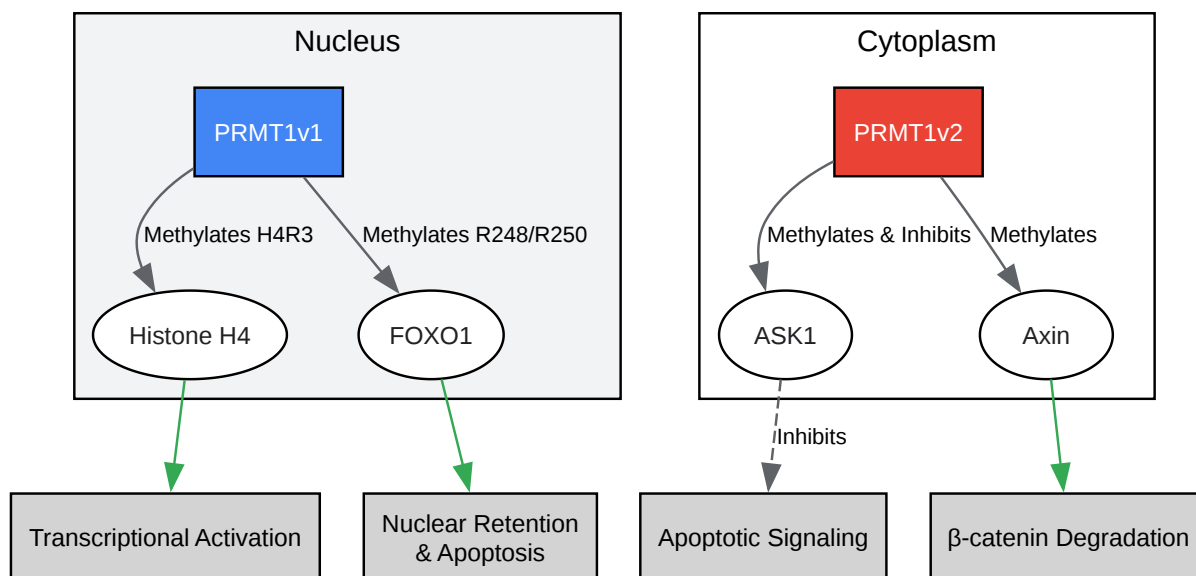 Nucleus
Cytoplasm
PRMT1v1
PRMT1v2
Methylates H4R3
Methylates R248/R250
Methylates & Inhibits
Methylates
Histone H4
FOXO1
ASK1
Axin
Inhibits
Transcriptional Activation
Nuclear Retention
& Apoptosis
Apoptotic Signaling
β-catenin Degradation